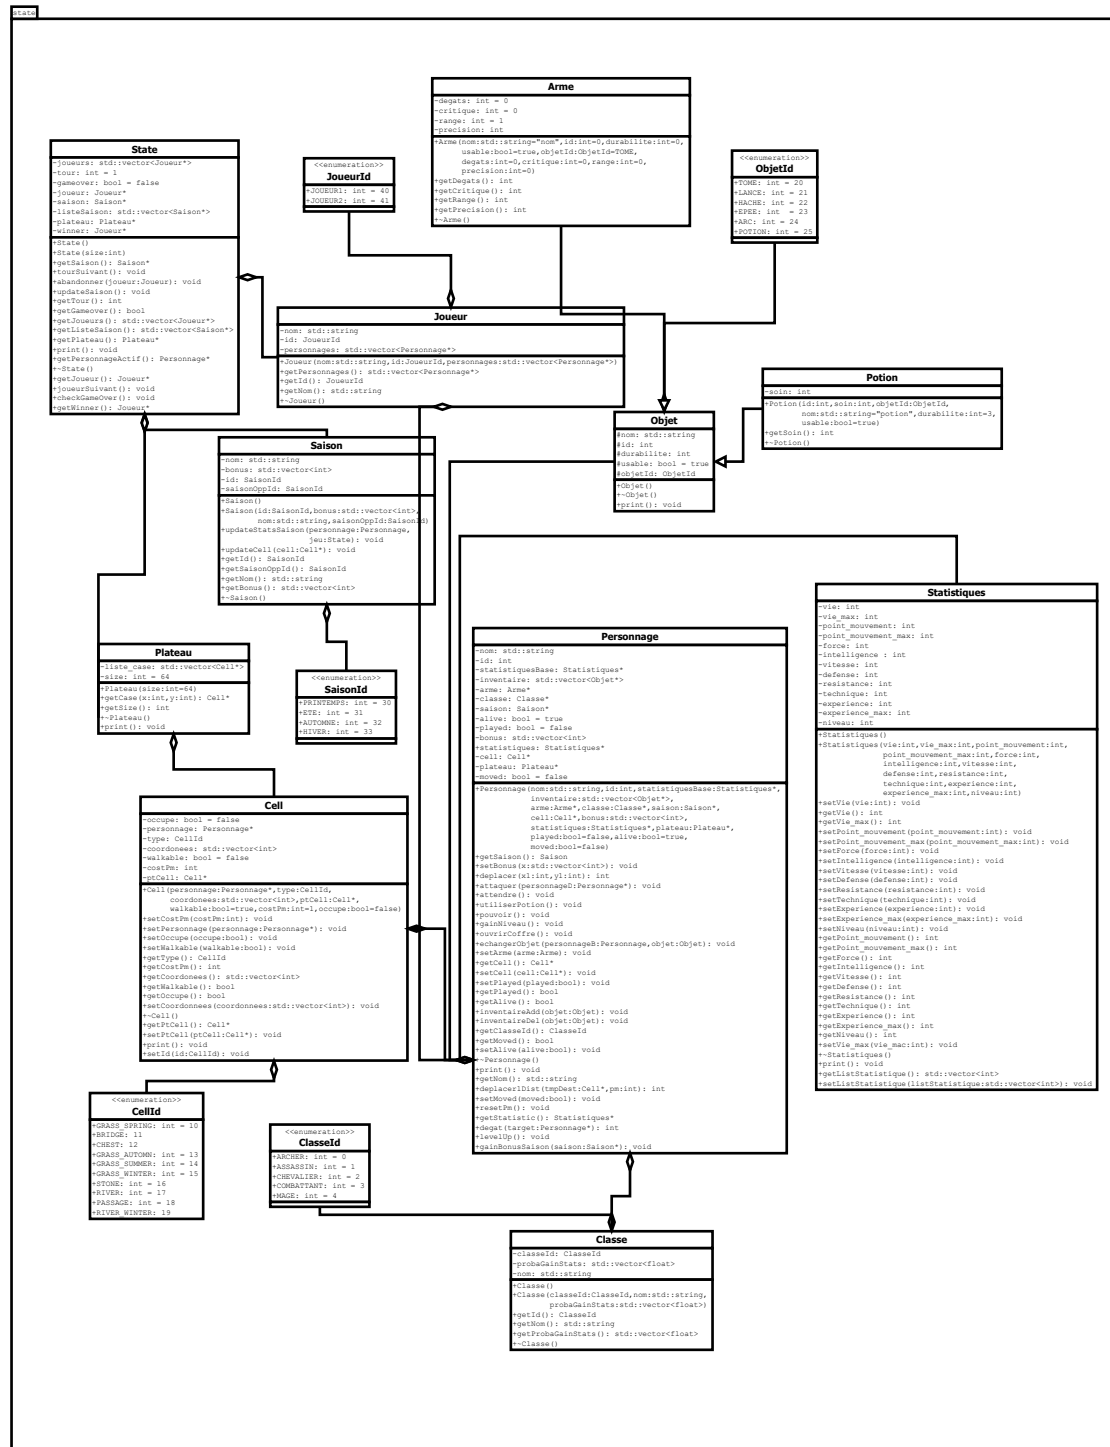 state
Arme
-degats: int = 0
-critique: int = 0
-range: int = 1
-precision: int
+Arme(nom:std::string="nom",id:int=0,durabilite:int=0,
usable:bool=true,objetId:ObjetId=TOME,
degats:int=0,critique:int=0,range:int=0,
precision:int=0)
+getDegats(): int
+getCritique(): int
+getRange(): int
+getPrecision(): int
+~Arme()
State
-joueurs: std::vector<Joueur*>
-tour: int = 1
-gameover: bool = false
-joueur: Joueur*
-saison: Saison*
-listeSaison: std::vector<Saison*>
-plateau: Plateau*
-winner: Joueur*
+State()
+State(size:int)
+getSaison(): Saison*
+tourSuivant(): void
+abandonner(joueur:Joueur): void
+updateSaison(): void
+getTour(): int
+getGameover(): bool
+getJoueurs(): std::vector<Joueur*>
+getListeSaison(): std::vector<Saison*>
+getPlateau(): Plateau*
+print(): void
+getPersonnageActif(): Personnage*
+~State()
+getJoueur(): Joueur*
+joueurSuivant(): void
+checkGameOver(): void
+getWinner(): Joueur*
<<enumeration>>
JoueurId
+JOUEUR1: int = 40
+JOUEUR2: int = 41
<<enumeration>>
ObjetId
+TOME: int = 20
+LANCE: int = 21
+HACHE: int = 22
+EPEE: int = 23
+ARC: int = 24
+POTION: int = 25
Joueur
-nom: std::string
-id: JoueurId
-personnages: std::vector<Personnage*>
+Joueur(nom:std::string,id:JoueurId,personnages:std::vector<Personnage*>)
+getPersonnages(): std::vector<Personnage*>
+getId(): JoueurId
+getNom(): std::string
+~Joueur()
Potion
-soin: int
+Potion(id:int,soin:int,objetId:ObjetId,
nom:std::string="potion",durabilite:int=3,
usable:bool=true)
+getSoin(): int
+~Potion()
Objet
#nom: std::string
#id: int
#durabilite: int
#usable: bool = true
#objetId: ObjetId
+Objet()
+~Objet()
+print(): void
Saison
-nom: std::string
-bonus: std::vector<int>
-id: SaisonId
-saisonOppId: SaisonId
+Saison()
+Saison(id:SaisonId,bonus:std::vector<int>,
nom:std::string,saisonOppId:SaisonId)
+updateStatsSaison(personnage:Personnage,
jeu:State): void
+updateCell(cell:Cell*): void
+getId(): SaisonId
+getSaisonOppId(): SaisonId
+getNom(): std::string
+getBonus(): std::vector<int>
+~Saison()
Statistiques
-vie: int
-vie_max: int
-point_mouvement: int
-point_mouvement_max: int
-force: int
-intelligence : int
-vitesse: int
-defense: int
-resistance: int
-technique: int
-experience: int
-experience_max: int
-niveau: int
+Statistiques()
+Statistiques(vie:int,vie_max:int,point_mouvement:int,
point_mouvement_max:int,force:int,
intelligence:int,vitesse:int,
defense:int,resistance:int,
technique:int,experience:int,
experience_max:int,niveau:int)
+setVie(vie:int): void
+getVie(): int
+getVie_max(): int
+setPoint_mouvement(point_mouvement:int): void
+setPoint_mouvement_max(point_mouvement_max:int): void
+setForce(force:int): void
+setIntelligence(intelligence:int): void
+setVitesse(vitesse:int): void
+setDefense(defense:int): void
+setResistance(resistance:int): void
+setTechnique(technique:int): void
+setExperience(experience:int): void
+setExperience_max(experience_max:int): void
+setNiveau(niveau:int): void
+getPoint_mouvement(): int
+getPoint_mouvement_max(): int
+getForce(): int
+getIntelligence(): int
+getVitesse(): int
+getDefense(): int
+getResistance(): int
+getTechnique(): int
+getExperience(): int
+getExperience_max(): int
+getNiveau(): int
+setVie_max(vie_mac:int): void
+~Statistiques()
+print(): void
+getListStatistique(): std::vector<int>
+setListStatistique(listStatistique:std::vector<int>): void
Plateau
-liste_case: std::vector<Cell*>
-size: int = 64
+Plateau(size:int=64)
+getCase(x:int,y:int): Cell*
+getSize(): int
+~Plateau()
+print(): void
<<enumeration>>
SaisonId
+PRINTEMPS: int = 30
+ETE: int = 31
+AUTOMNE: int = 32
+HIVER: int = 33
Personnage
-nom: std::string
-id: int
-statistiquesBase: Statistiques*
-inventaire: std::vector<Objet*>
-arme: Arme*
-classe: Classe*
-saison: Saison*
-alive: bool = true
-played: bool = false
-bonus: std::vector<int>
+statistiques: Statistiques*
-cell: Cell*
-plateau: Plateau*
-moved: bool = false
+Personnage(nom:std::string,id:int,statistiquesBase:Statistiques*,
inventaire:std::vector<Objet*>,
arme:Arme*,classe:Classe*,saison:Saison*,
cell:Cell*,bonus:std::vector<int>,
statistiques:Statistiques*,plateau:Plateau*,
played:bool=false,alive:bool=true,
moved:bool=false)
+getSaison(): Saison
+setBonus(x:std::vector<int>): void
+deplacer(x1:int,y1:int): int
+attaquer(personnageD:Personnage*): void
+attendre(): void
+utiliserPotion(): void
+pouvoir(): void
+gainNiveau(): void
+ouvrirCoffre(): void
+echangerObjet(personnageB:Personnage,objet:Objet): void
+setArme(arme:Arme): void
+getCell(): Cell*
+setCell(cell:Cell*): void
+setPlayed(played:bool): void
+getPlayed(): bool
+getAlive(): bool
+inventaireAdd(objet:Objet): void
+inventaireDel(objet:Objet): void
+getClasseId(): ClasseId
+getMoved(): bool
+setAlive(alive:bool): void
+~Personnage()
+print(): void
+getNom(): std::string
+deplacer1Dist(tmpDest:Cell*,pm:int): int
+setMoved(moved:bool): void
+resetPm(): void
+getStatistic(): Statistiques*
+degat(target:Personnage*): int
+levelUp(): void
+gainBonusSaison(saison:Saison*): void
Cell
-occupe: bool = false
-personnage: Personnage*
-type: CellId
-coordonees: std::vector<int>
-walkable: bool = false
-costPm: int
-ptCell: Cell*
+Cell(personnage:Personnage*,type:CellId,
coordonees:std::vector<int>,ptCell:Cell*,
walkable:bool=true,costPm:int=1,occupe:bool=false)
+setCostPm(costPm:int): void
+setPersonnage(personnage:Personnage*): void
+setOccupe(occupe:bool): void
+setWalkable(walkable:bool): void
+getType(): CellId
+getCostPm(): int
+getCoordonees(): std::vector<int>
+getWalkable(): bool
+getOccupe(): bool
+setCoordonnees(coordonnees:std::vector<int>): void
+~Cell()
+getPtCell(): Cell*
+setPtCell(ptCell:Cell*): void
+print(): void
+setId(id:CellId): void
<<enumeration>>
CellId
+GRASS_SPRING: int = 10
+BRIDGE: 11
+CHEST: 12
+GRASS_AUTOMN: int = 13
+GRASS_SUMMER: int = 14
+GRASS_WINTER: int = 15
+STONE: int = 16
+RIVER: int = 17
+PASSAGE: int = 18
+RIVER_WINTER: 19
<<enumeration>>
ClasseId
+ARCHER: int = 0
+ASSASSIN: int = 1
+CHEVALIER: int = 2
+COMBATTANT: int = 3
+MAGE: int = 4
Classe
-classeId: ClasseId
-probaGainStats: std::vector<float>
-nom: std::string
+Classe()
+Classe(classeId:ClasseId,nom:std::string,
probaGainStats:std::vector<float>)
+getId(): ClasseId
+getNom(): std::string
+getProbaGainStats(): std::vector<float>
+~Classe()